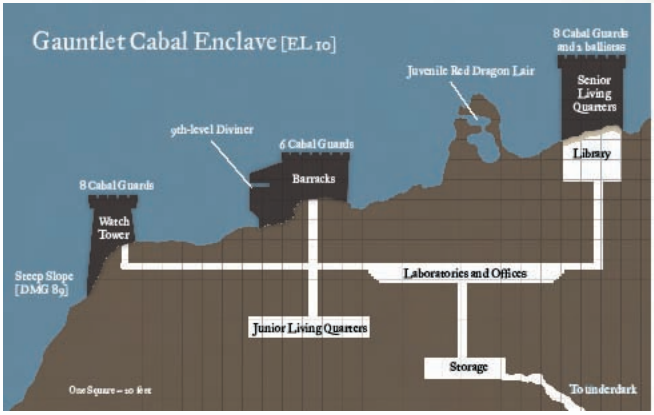 Gauntlet Cabal Enclave [EL 10]
8 Cabal Guards
and 2 ballistas
Juvenile Red Dragon Lair
Senior
Living
Quarters
9th-level Diviner
6 Cabal Guards
Library
Barracks
8 Cabal Guards
Watch
Tower
Steep Slope
[DMG 89]
Laboratories and Offices
Junior Living Quarters
Storage
One Square = 10 feet
To underdark